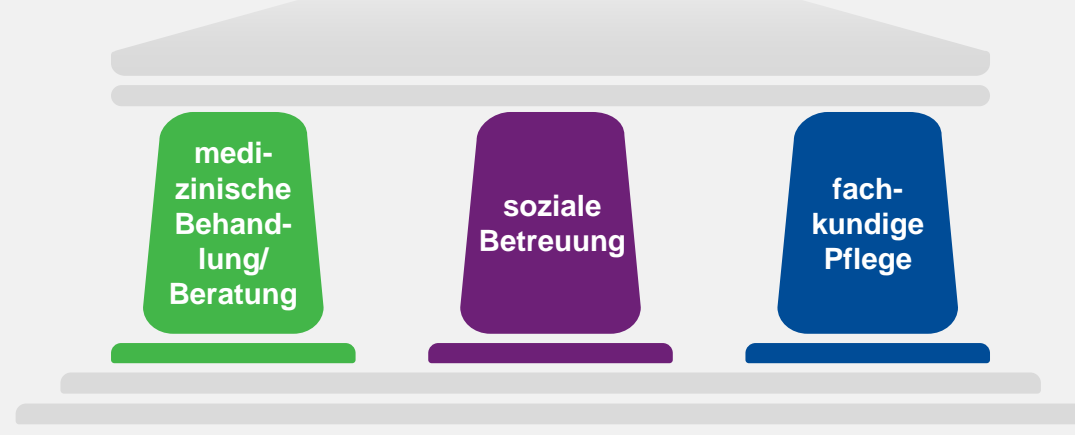 medi-
zinische
Behand-
lung/
Beratung
soziale
Betreuung
fach-
kundige
Pflege